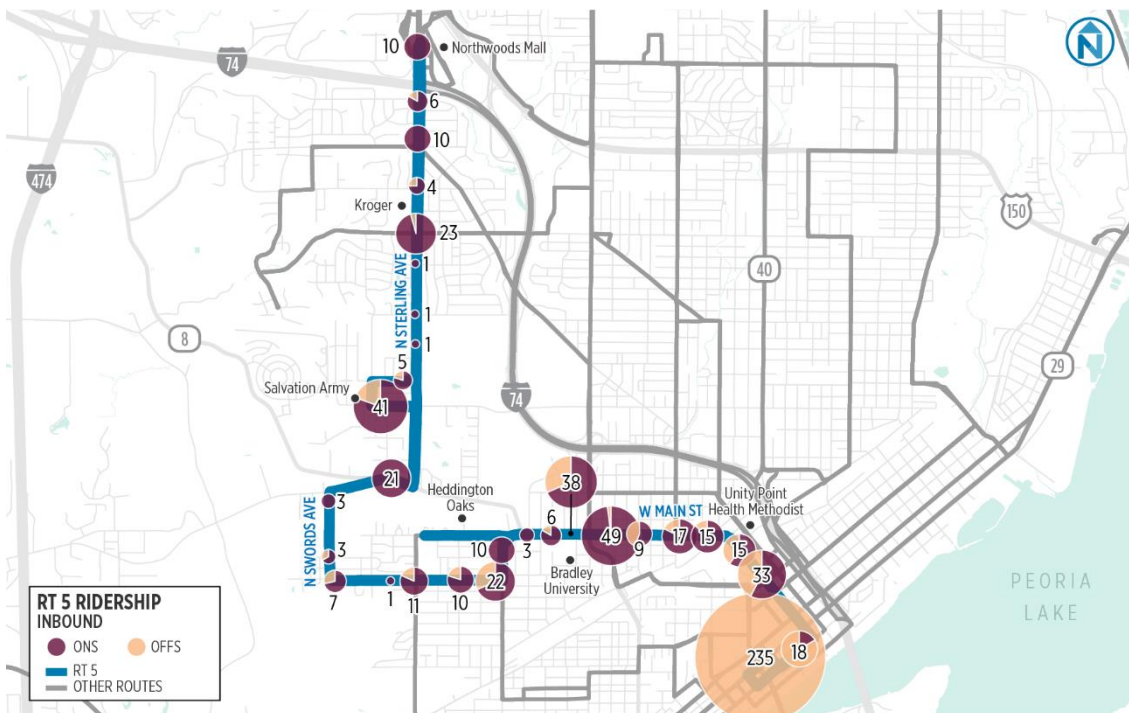 10
Northwoods Mall
N
74
6
10
474
4
Kroger
23
150
1
N STERLING AVE
40
1
8
1
29
5
Salvation Army
41
74
21
38
Heddington
Oaks
Unity Point
Health Methodist
W MAIN ST
3
N SWORDS AVE
6
49
17
15
3
9
10
15
3
Bradley
University
33
22
7
1
11
10
PEORIA
LAKE
RT 5 RIDERSHIP
INBOUND
ONS
OFFS
RT 5
OTHER ROUTES
235
18